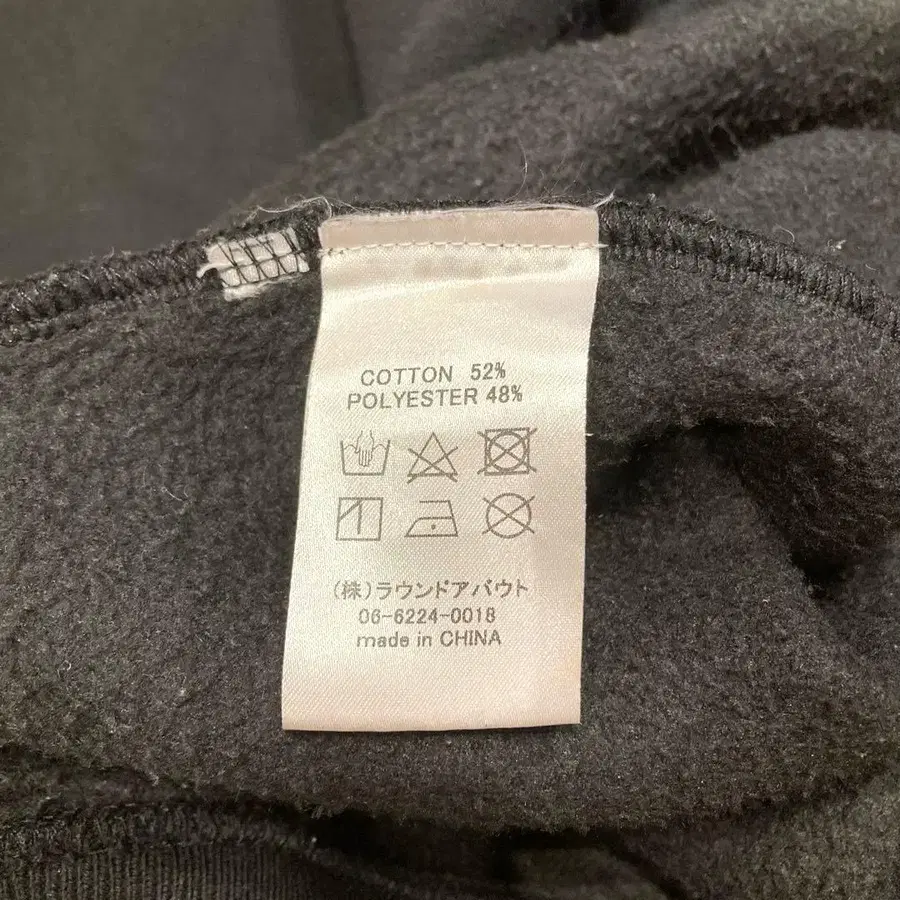 COTTON 52%
POLYESTER 48%
(株)ラウンドアバウト
06-6224-0018
made in CHINA